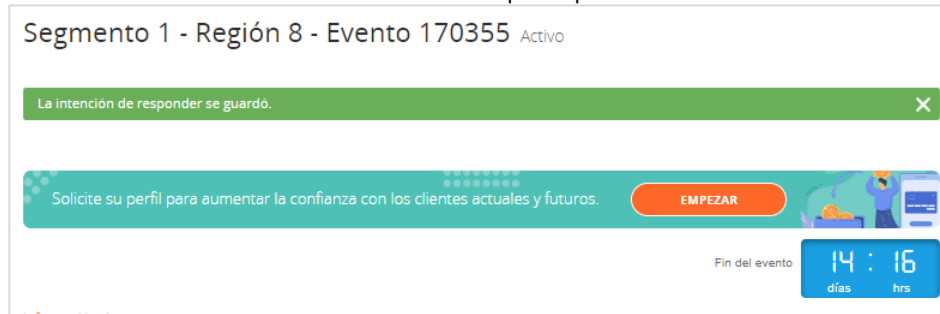 Segmento 1 - Región 8 - Evento 170355 Activo
La intención de responder se guardó.
Solicite su perfil para aumentar la confianza con los clientes actuales y futuros.
EMPEZAR
Fin del evento
14 : 16
días hrs